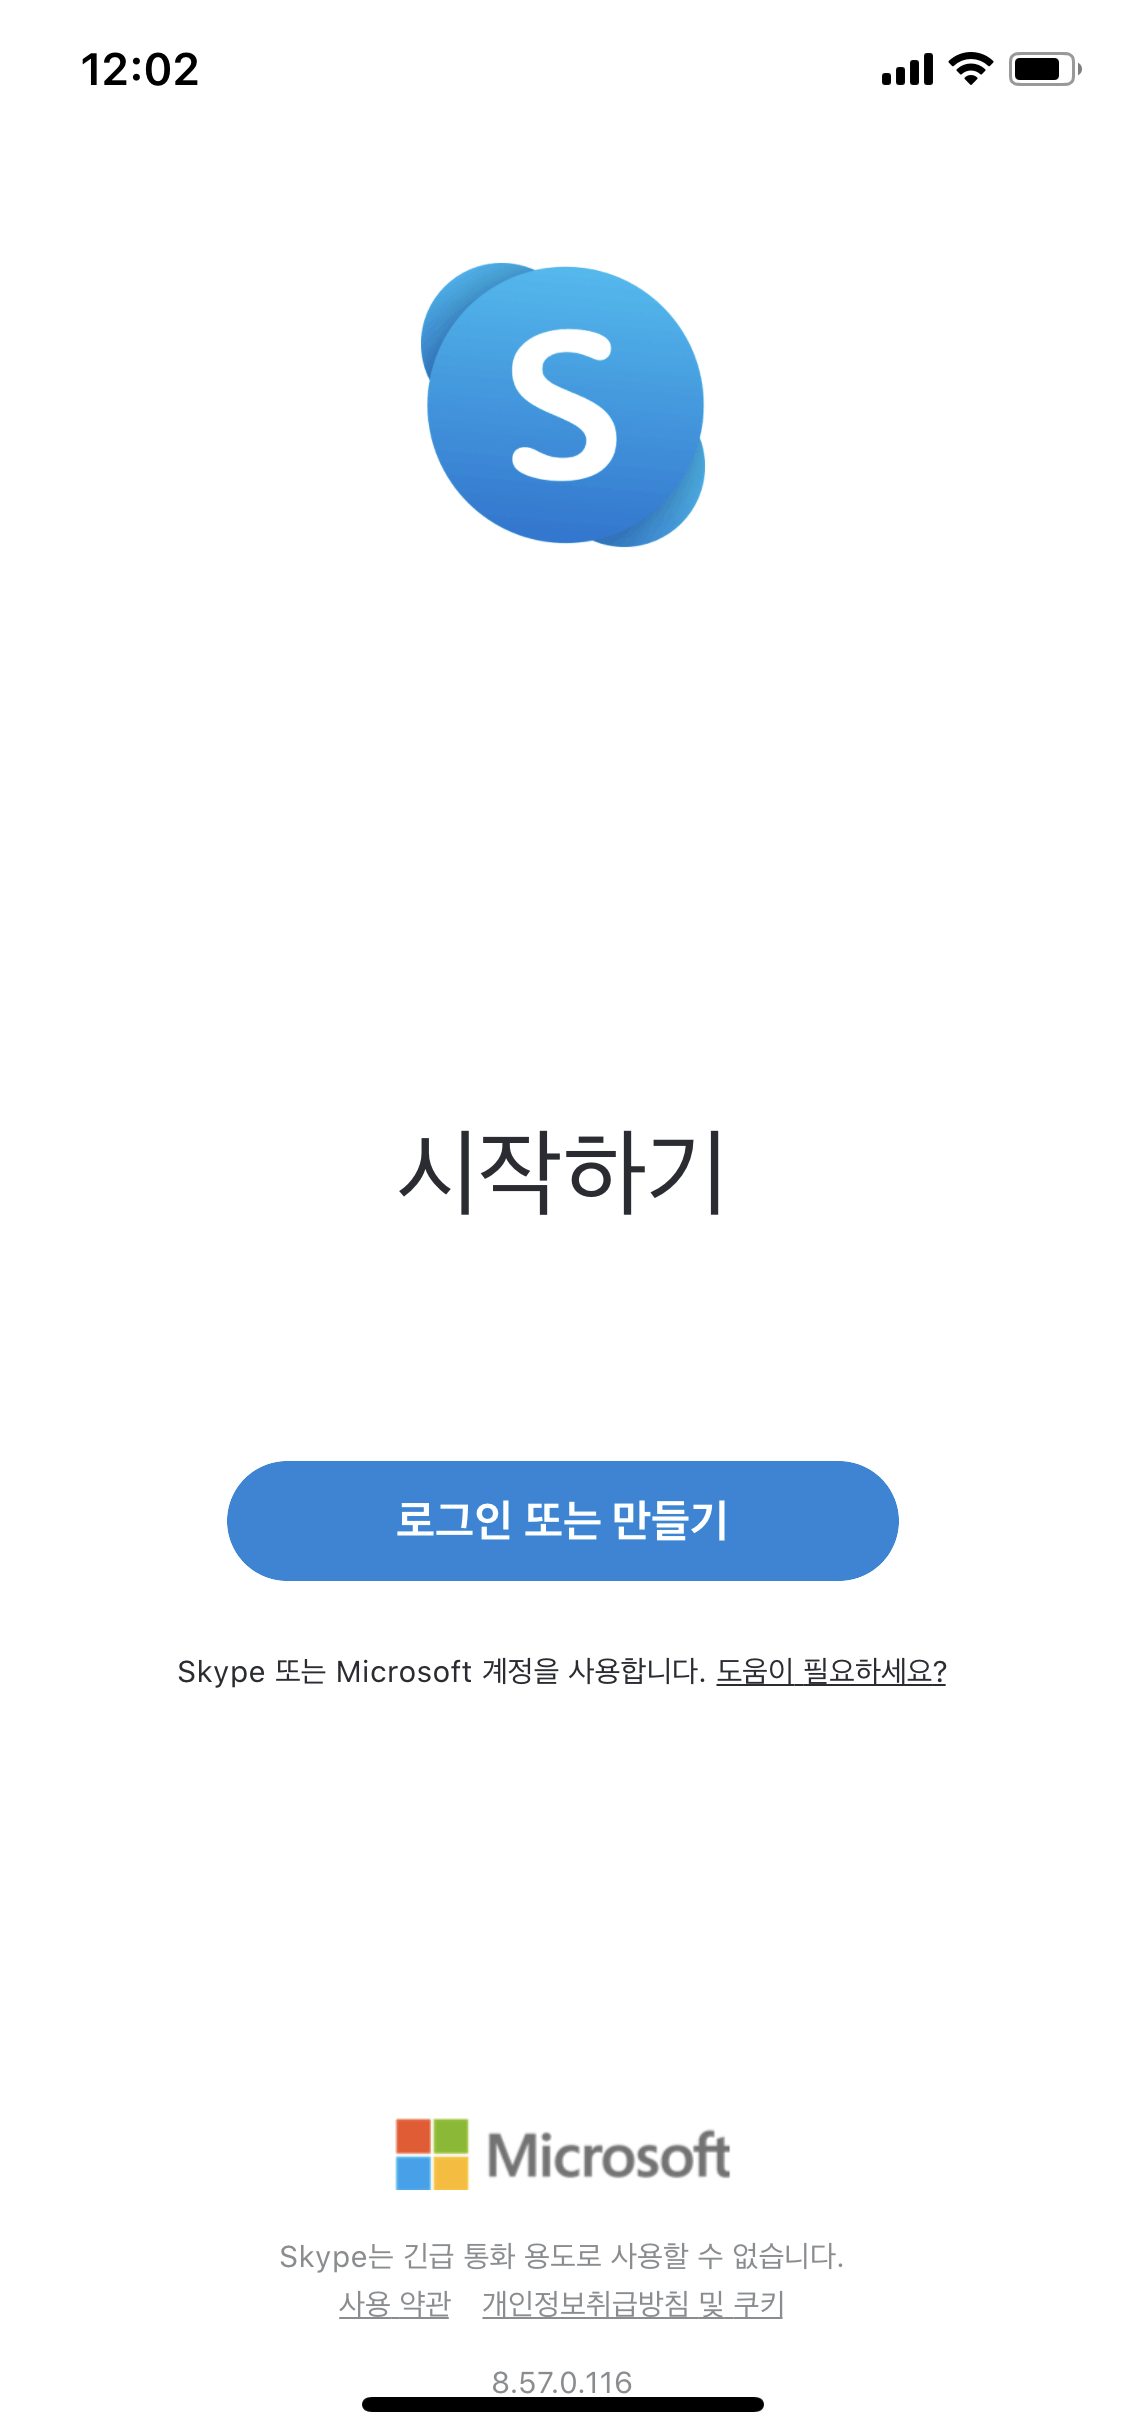 12:02
S
시작하기
로그인 또는 만들기
Skype 또는 Microsoft 계정을 사용합니다. 도움이 필요하세요?
Microsoft
Skype는 긴급 통화 용도로 사용할 수 없습니다.
사용 약관 개인정보취급방침 및 쿠키
8.57.0.116